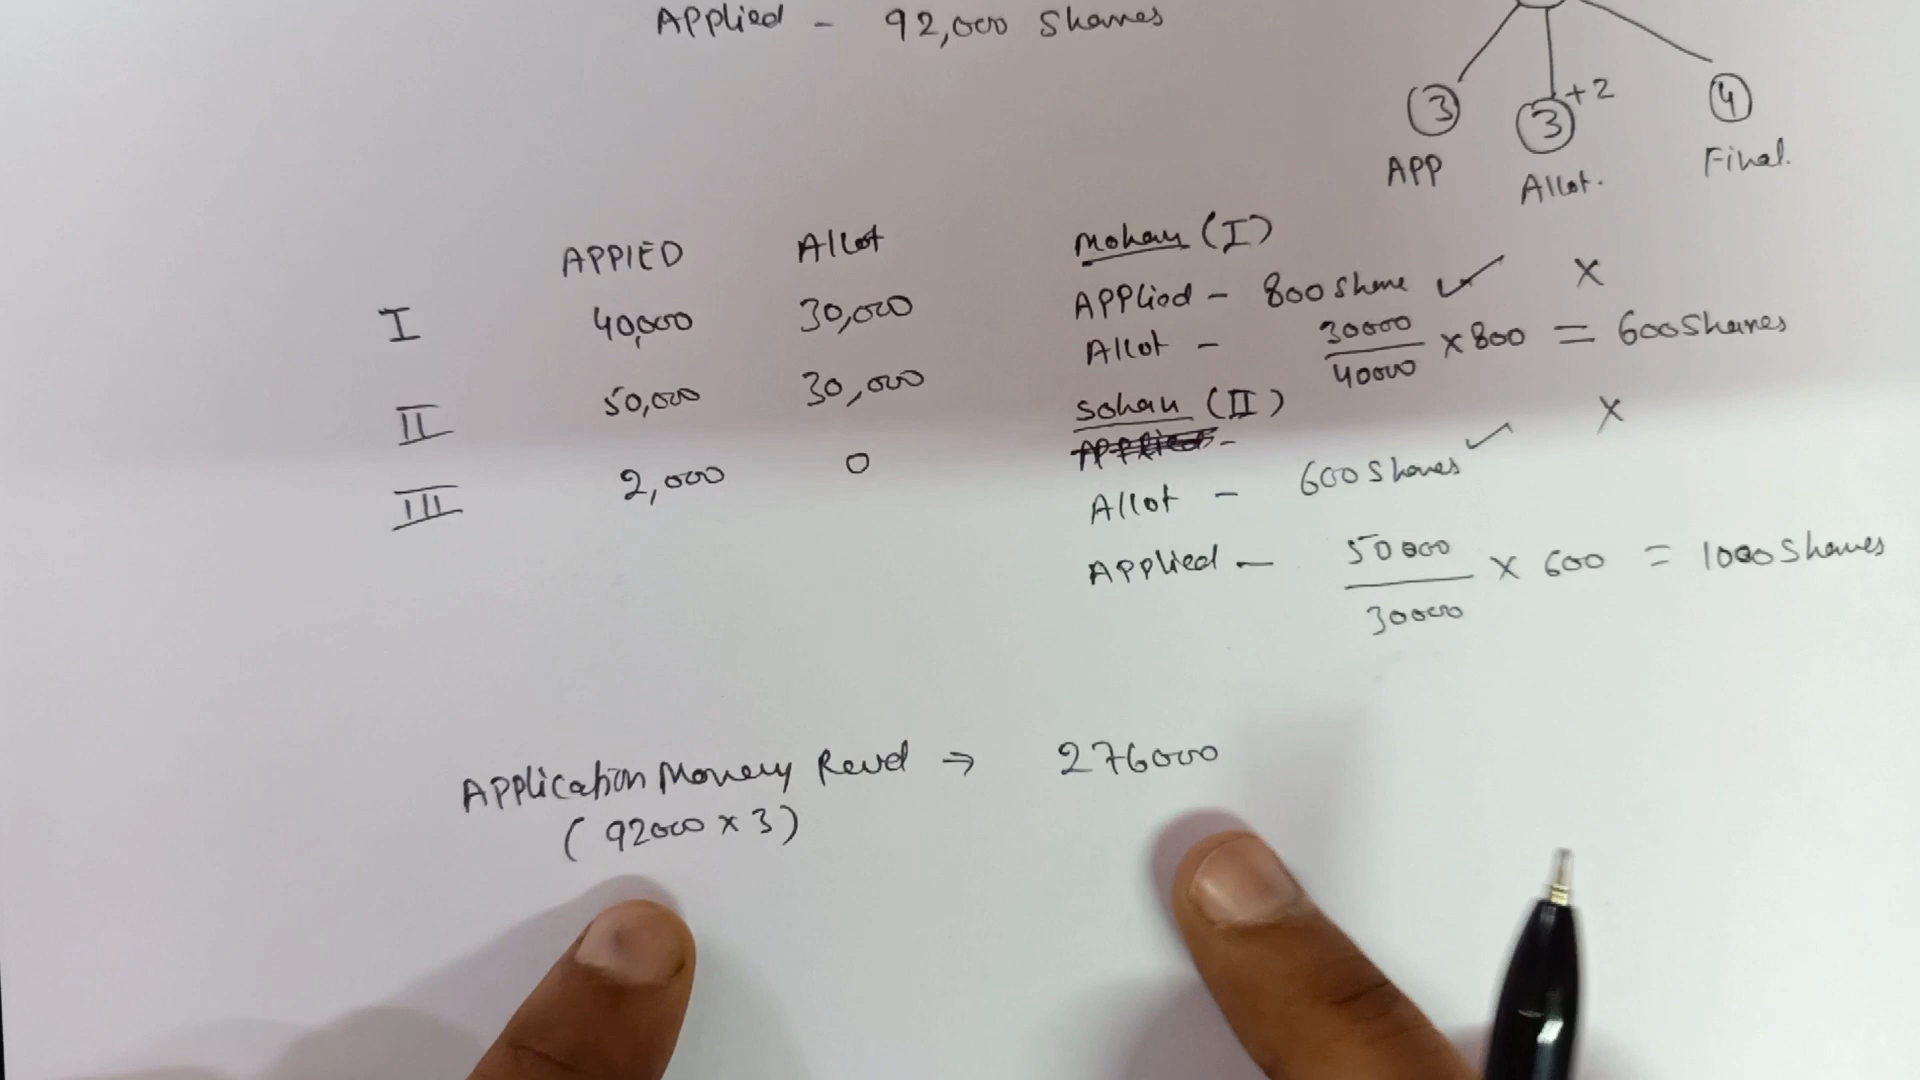 Applied - 92,000 Shares
3 3 +2 4
APP Allot. Final.
APPIED Allot
I 40,000 30,000
II 50,000 30,000
III 2,000 0
Mohan (I)
Applied - 800 Share ✓ X
Allot - 30000/40000 x 800 = 600 Shares
Sohan (II)
Allot - 600 Shares ✓ X
Applied - 50000/30000 x 600 = 1000 Shares
Application Money Recvd → 276000
(92000 x 3)